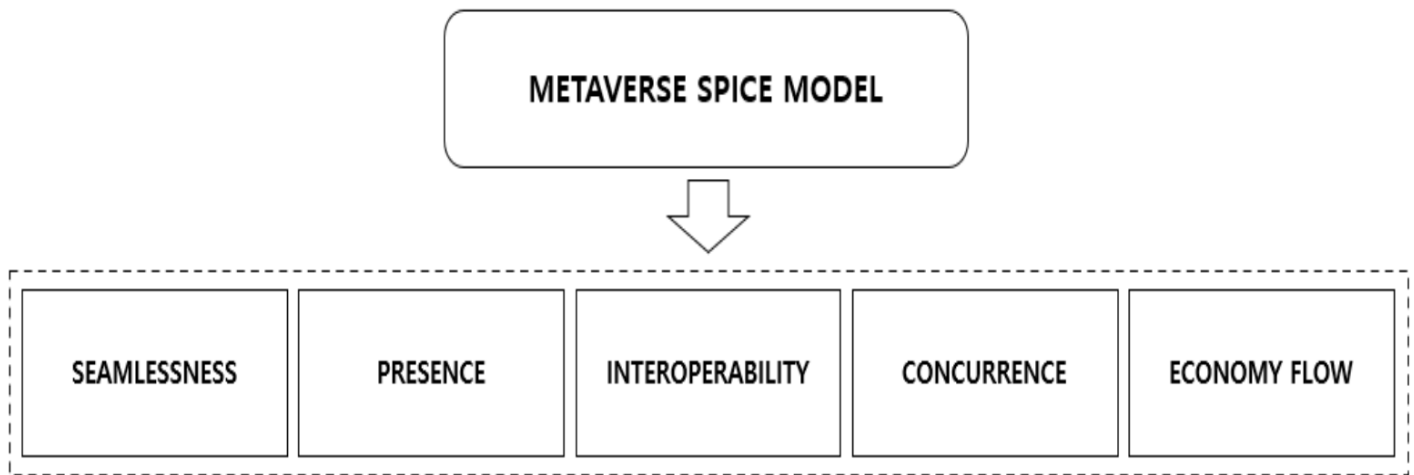 METAVERSE SPICE MODEL
SEAMLESSNESS
PRESENCE
INTEROPERABILITY
CONCURRENCE
ECONOMY FLOW